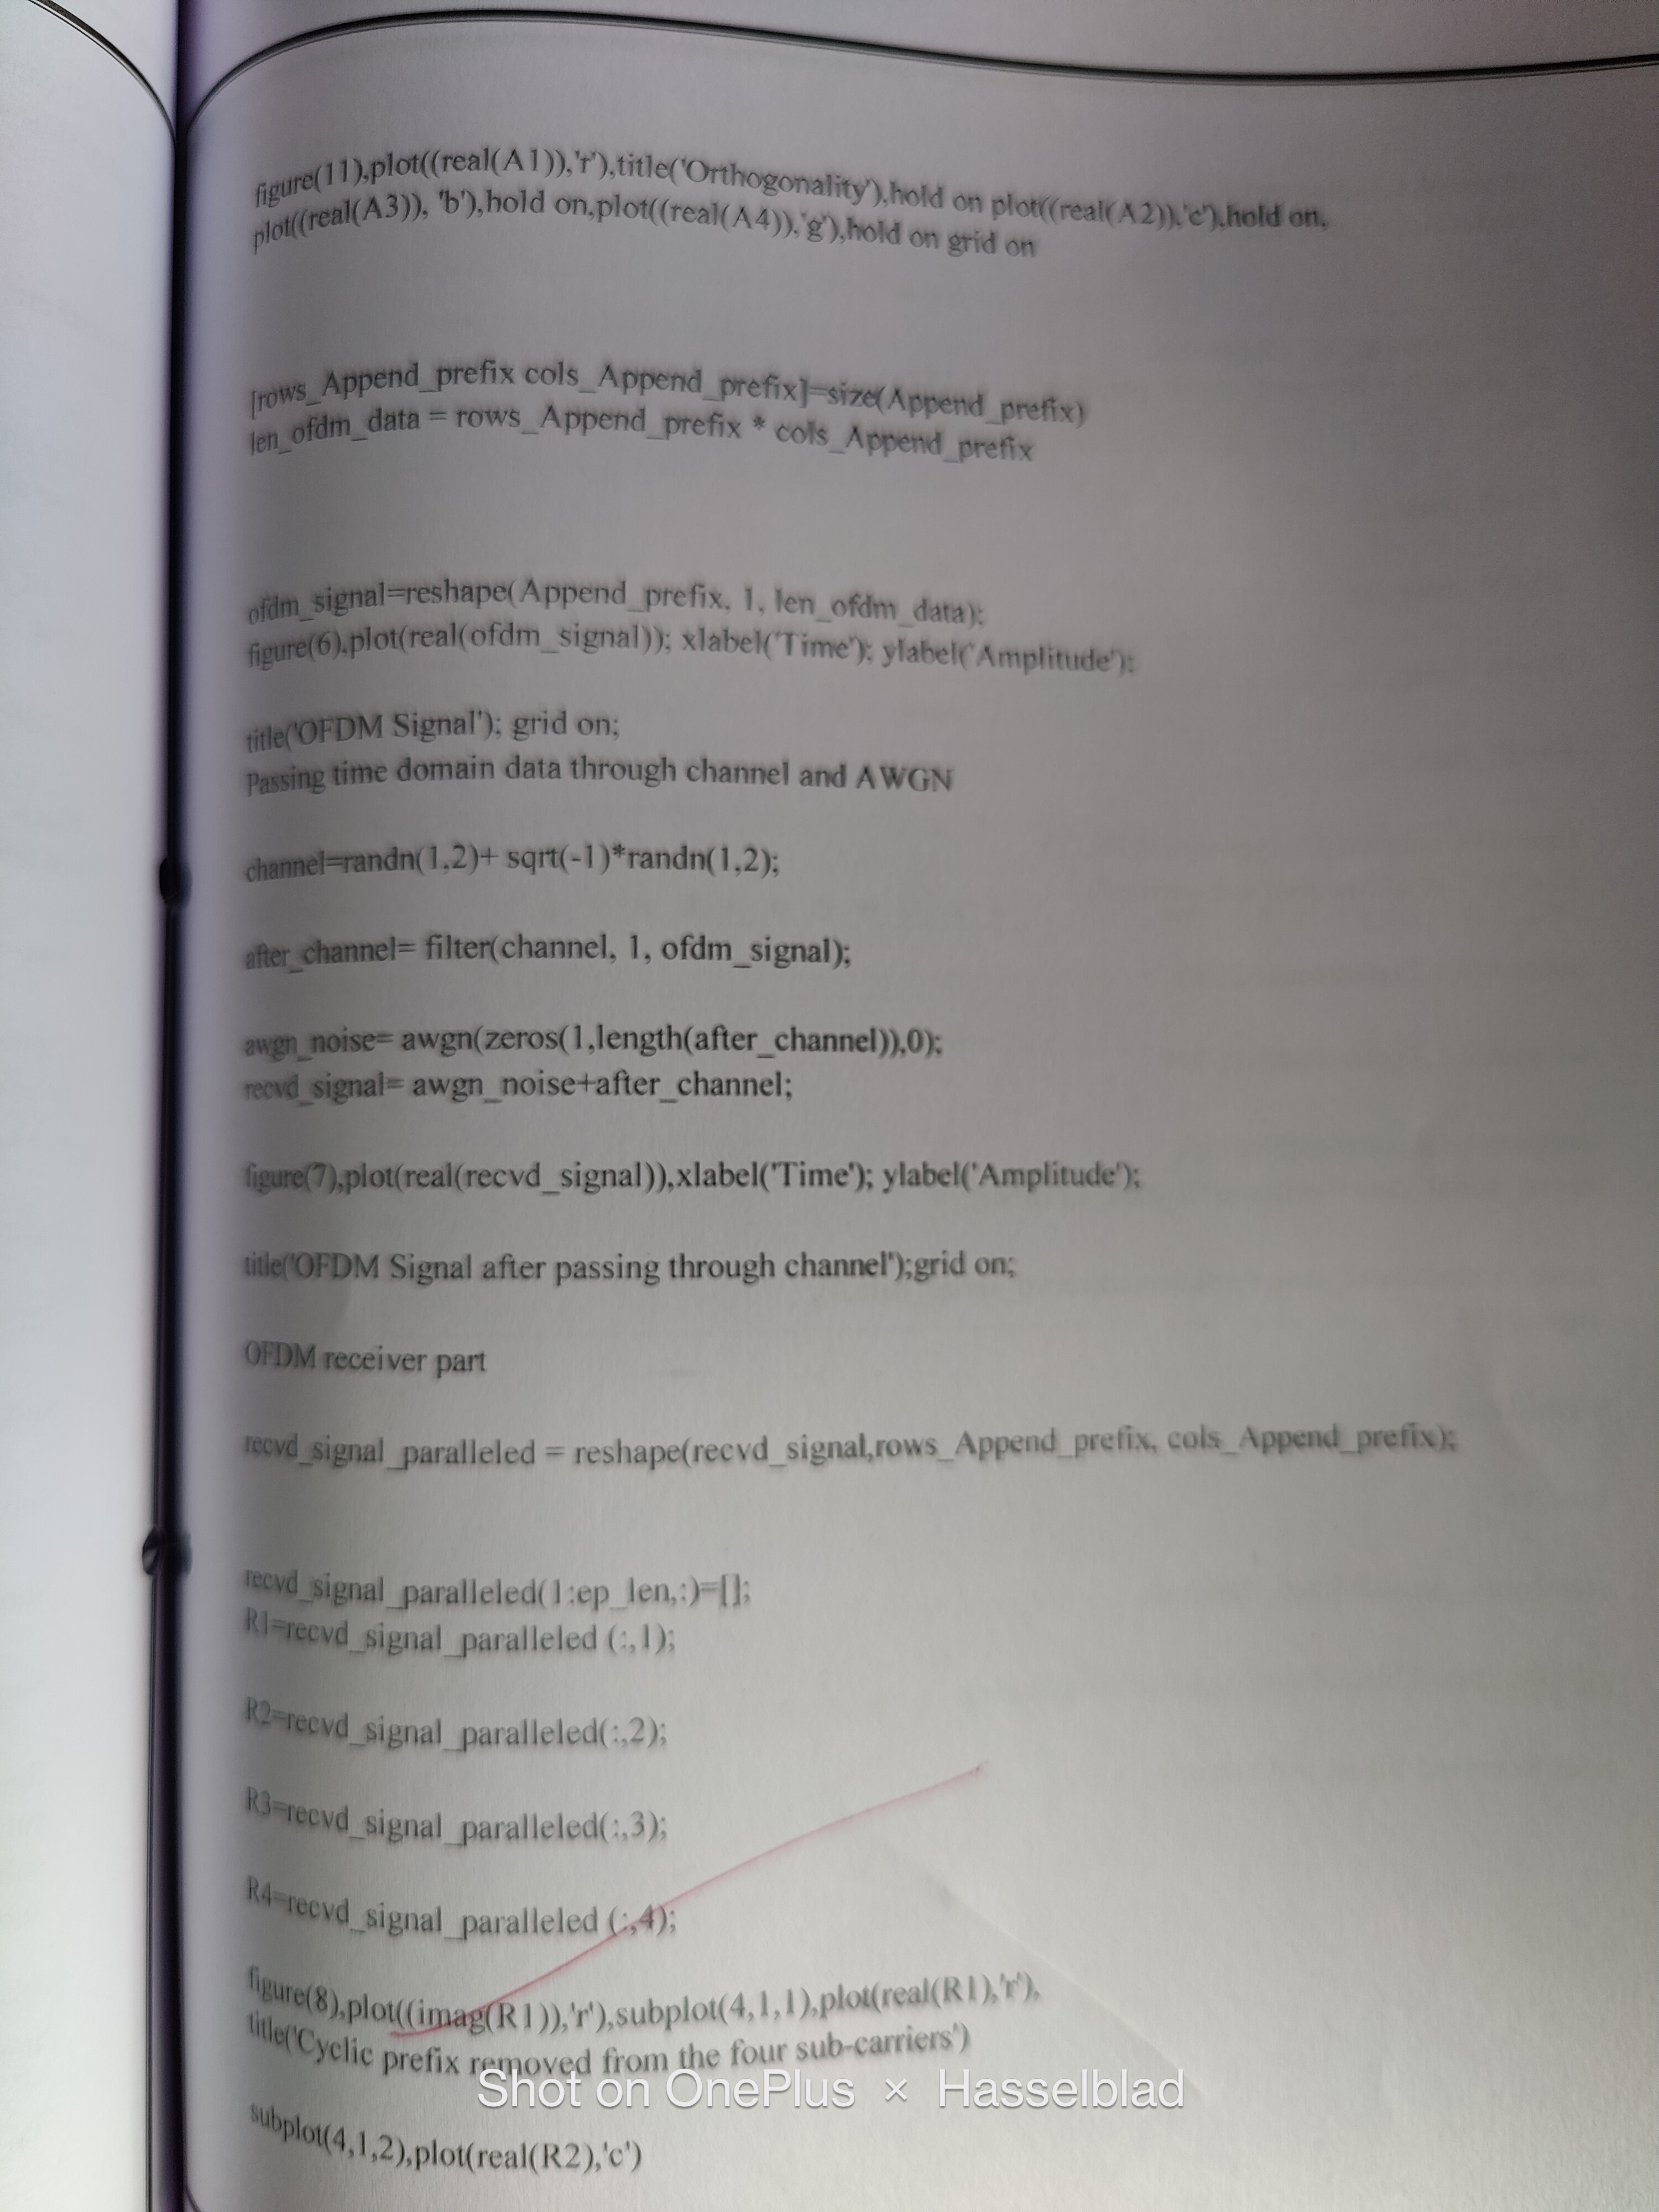 figure(11),plot((real(A1)),'r'),title('Orthogonality'),hold on plot((real(A2)),'c'),hold on,
plot((real(A3)), 'b'),hold on,plot((real(A4)),'g'),hold on grid on
[rows_Append_prefix cols_Append_prefix]=size(Append_prefix)
len_ofdm_data = rows_Append_prefix * cols_Append_prefix
ofdm_signal=reshape(Append_prefix, 1, len_ofdm_data);
figure(6),plot(real(ofdm_signal)); xlabel('Time'); ylabel('Amplitude');
title('OFDM Signal'); grid on;
Passing time domain data through channel and AWGN
channel=randn(1,2)+ sqrt(-1)*randn(1,2);
after_channel= filter(channel, 1, ofdm_signal);
awgn_noise= awgn(zeros(1,length(after_channel)),0);
recvd_signal= awgn_noise+after_channel;
figure(7),plot(real(recvd_signal)),xlabel('Time'); ylabel('Amplitude');
title('OFDM Signal after passing through channel');grid on;
OFDM receiver part
recvd_signal_paralleled = reshape(recvd_signal,rows_Append_prefix, cols_Append_prefix);
recvd_signal_paralleled(1:ep_len,:)=[];
R1=recvd_signal_paralleled (:,1);
R2=recvd_signal_paralleled(:,2);
R3=recvd_signal_paralleled(:,3);
R4=recvd_signal_paralleled (:,4);
figure(8),plot((imag(R1)),'r'),subplot(4,1,1),plot(real(R1),'r'),
title('Cyclic prefix removed from the four sub-carriers')
Shot on OnePlus × Hasselblad
subplot(4,1,2),plot(real(R2),'c')